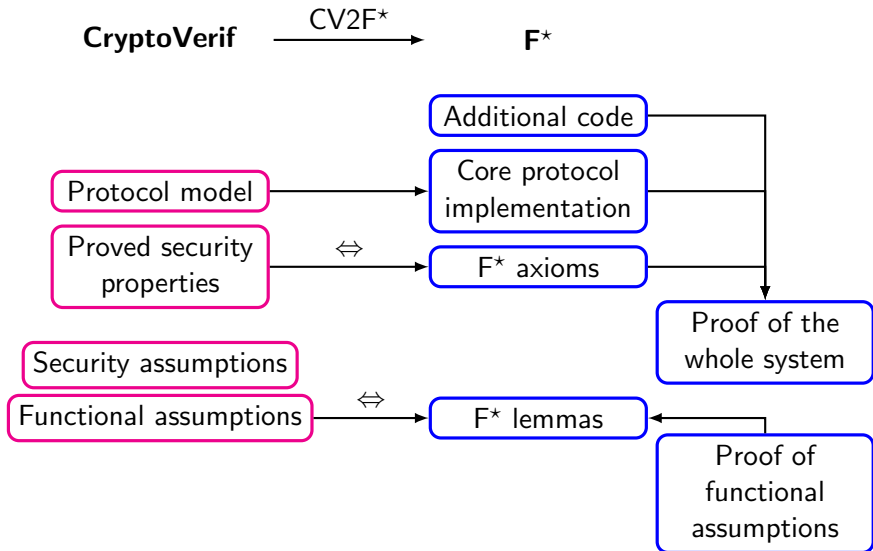 CryptoVerif
CV2F⋆
F⋆
Additional code
Protocol model
Core protocol
implementation
Proved security
properties
⇔
F⋆ axioms
Proof of the
whole system
Security assumptions
Functional assumptions
⇔
F⋆ lemmas
Proof of
functional
assumptions